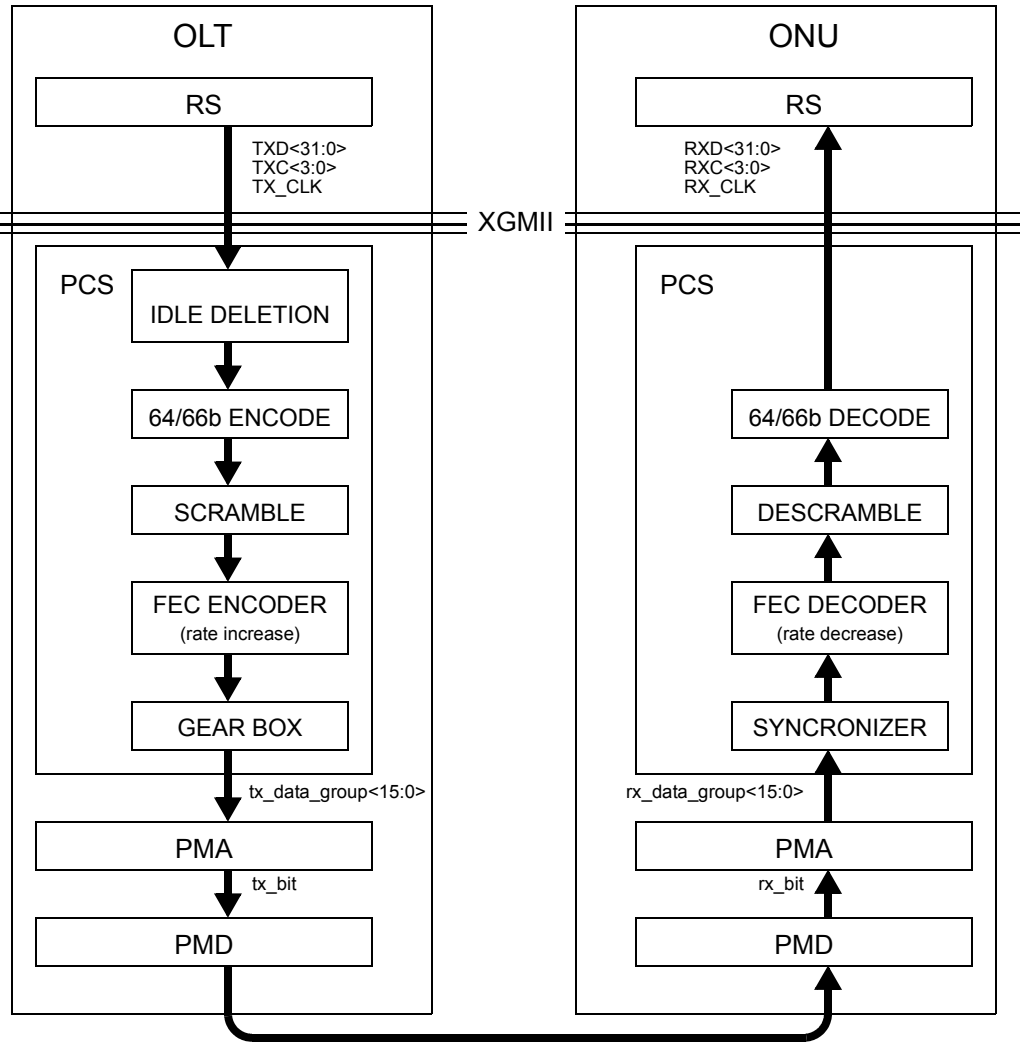 OLT
RS
TXD<31:0>
TXC<3:0>
TX_CLK
XGMII
PCS
IDLE DELETION
64/66b ENCODE
SCRAMBLE
FEC ENCODER
(rate increase)
GEAR BOX
tx_data_group<15:0>
PMA
tx_bit
PMD
ONU
RS
RXD<31:0>
RXC<3:0>
RX_CLK
PCS
64/66b DECODE
DESCRAMBLE
FEC DECODER
(rate decrease)
SYNCRONIZER
rx_data_group<15:0>
PMA
rx_bit
PMD